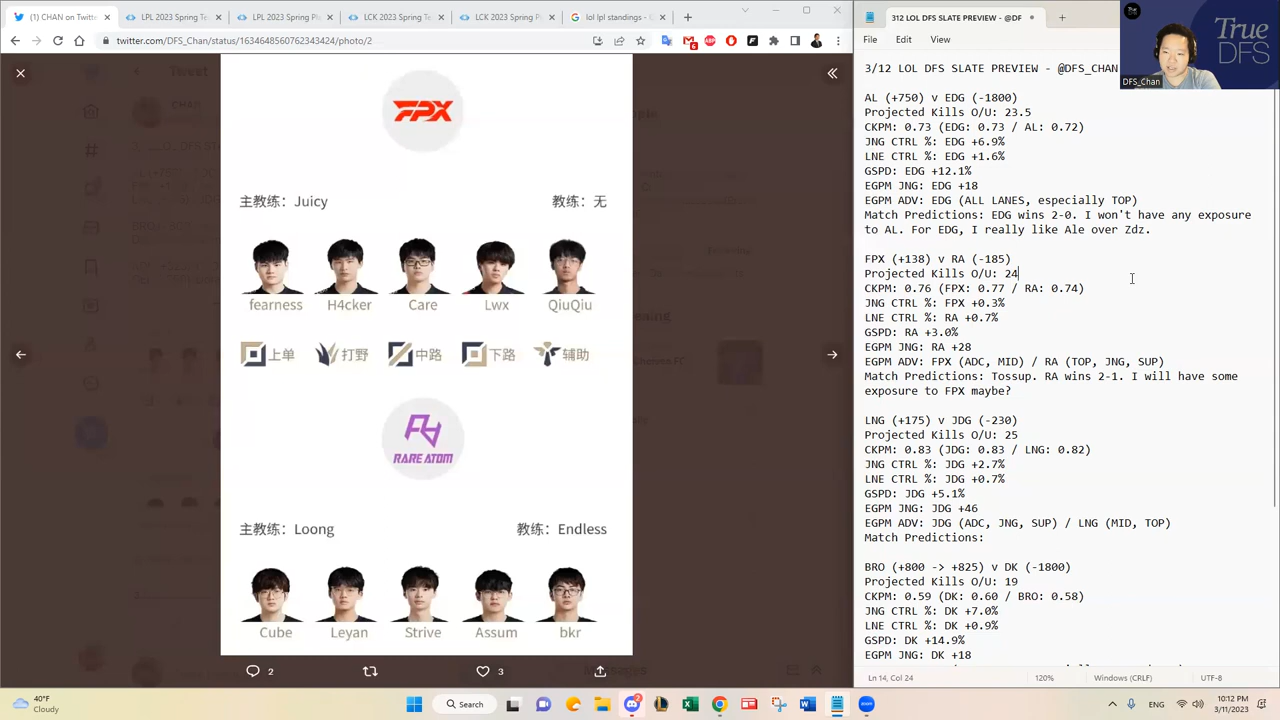 (1) CHAN on Twitter
LPL 2023 Spring
LPL 2023 Spring Pl
LCK 2023 Spring
LCK 2023 Spring P
lol lpl standings -
twitter.com/DFS_Chan/status/1634648560762343424/photo/2
FPX
主教练：Juicy
教练：无
fearness
H4cker
Care
Lwx
QiuQiu
上单
打野
中路
下路
辅助
RARE ATOM
主教练：Loong
教练：Endless
Cube
Leyan
Strive
Assum
bkr
2
3
312 LOL DFS SLATE PREVIEW - @DF
File
Edit
View
True
DFS
DFS_Chan
3/12 LOL DFS SLATE PREVIEW - @DFS_CHAN
AL (+750) v EDG (-1800)
Projected Kills O/U: 23.5
CKPM: 0.73 (EDG: 0.73 / AL: 0.72)
JNG CTRL %: EDG +6.9%
LNE CTRL %: EDG +1.6%
GSPD: EDG +12.1%
EGPM JNG: EDG +18
EGPM ADV: EDG (ALL LANES, especially TOP)
Match Predictions: EDG wins 2-0. I won't have any exposure
to AL. For EDG, I really like Ale over Zdz.
FPX (+138) v RA (-185)
Projected Kills O/U: 24
CKPM: 0.76 (FPX: 0.77 / RA: 0.74)
JNG CTRL %: FPX +0.3%
LNE CTRL %: RA +0.7%
GSPD: RA +3.0%
EGPM JNG: RA +28
EGPM ADV: FPX (ADC, MID) / RA (TOP, JNG, SUP)
Match Predictions: Tossup. RA wins 2-1. I will have some
exposure to FPX maybe?
LNG (+175) v JDG (-230)
Projected Kills O/U: 25
CKPM: 0.83 (JDG: 0.83 / LNG: 0.82)
JNG CTRL %: JDG +2.7%
LNE CTRL %: JDG +0.7%
GSPD: JDG +5.1%
EGPM JNG: JDG +46
EGPM ADV: JDG (ADC, JNG, SUP) / LNG (MID, TOP)
Match Predictions:
BRO (+800 -> +825) v DK (-1800)
Projected Kills O/U: 19
CKPM: 0.59 (DK: 0.60 / BRO: 0.58)
JNG CTRL %: DK +7.0%
LNE CTRL %: DK +0.9%
GSPD: DK +14.9%
EGPM JNG: DK +18
Ln 14, Col 24
120%
Windows (CRLF)
UTF-8
40°F
Cloudy
Search
ENG
10:12 PM
3/11/2023